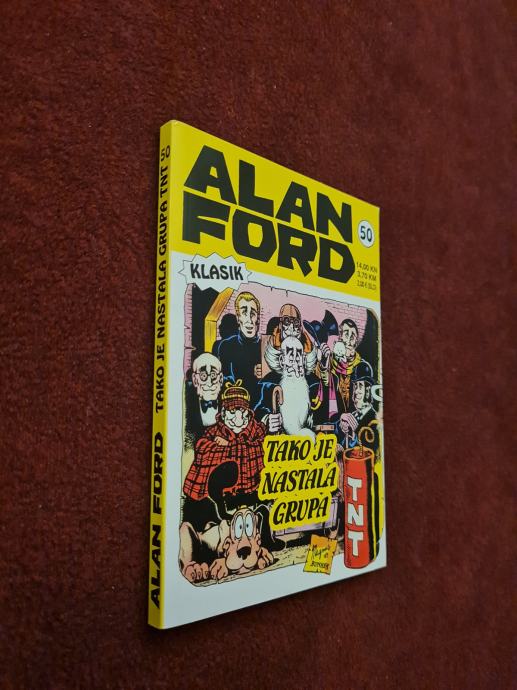 ALAN
FORD
50
14,00 KN
3,70 KM
KLASIK
TAKO JE
NASTALA
GRUPA
TNT
ALAN FORD TAKO JE NASTALA GRUPA TNT 50